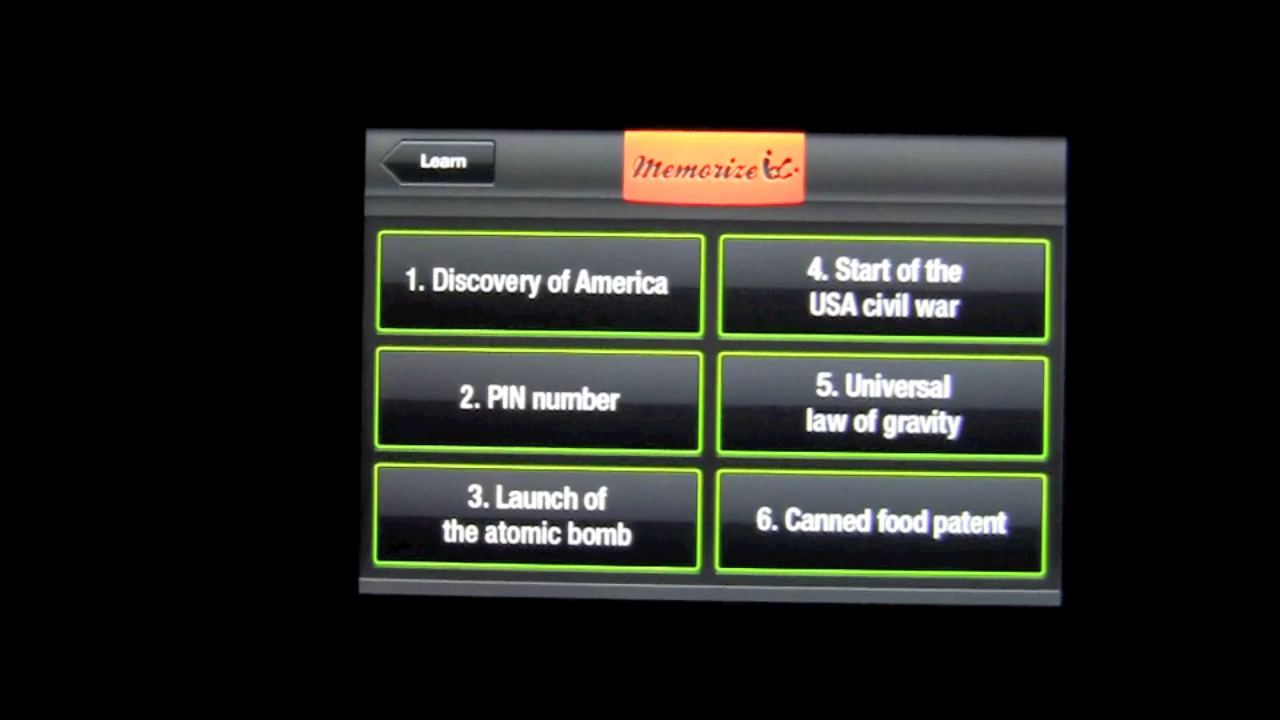 Learn
Memorize it
1. Discovery of America
2. PIN number
3. Launch of
the atomic bomb
4. Start of the
USA civil war
5. Universal
law of gravity
6. Canned food patent